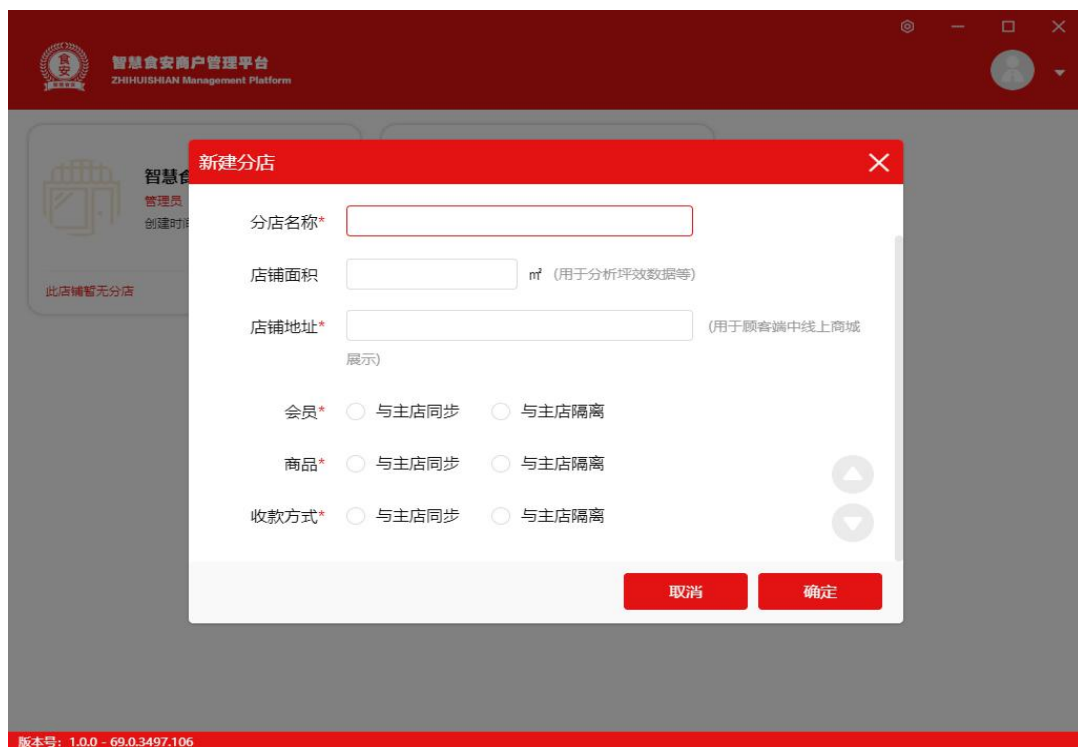 智慧食安商户管理平台
ZHIHUISHIAN Management Platform
新建分店
智慧食
管理员
创建时间
此店铺暂无分店
分店名称*
店铺面积 ㎡ (用于分析坪效数据等)
店铺地址* (用于顾客端中线上商城
展示)
会员* 与主店同步 与主店隔离
商品* 与主店同步 与主店隔离
收款方式* 与主店同步 与主店隔离
取消 确定
版本号: 1.0.0 - 69.0.3497.106